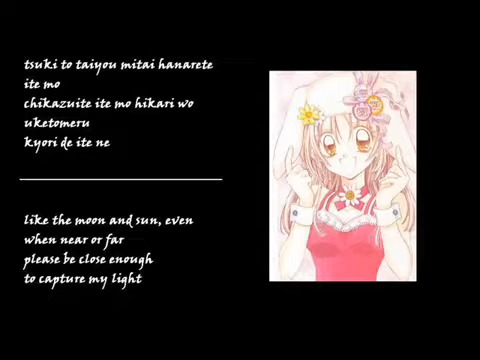 tsuki to taiyou mitai hanarete
ite mo
chikazuite ite mo hikari wo
uketomeru
kyori de ite ne
like the moon and sun, even
when near or far
please be close enough
to capture my light